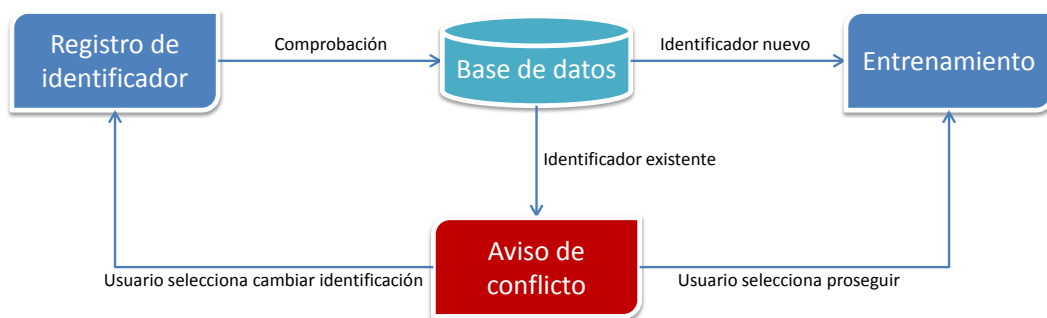 Registro de
identificador
Comprobación
Base de datos
Identificador nuevo
Entrenamiento
Identificador existente
Aviso de
conflicto
Usuario selecciona cambiar identificación
Usuario selecciona proseguir